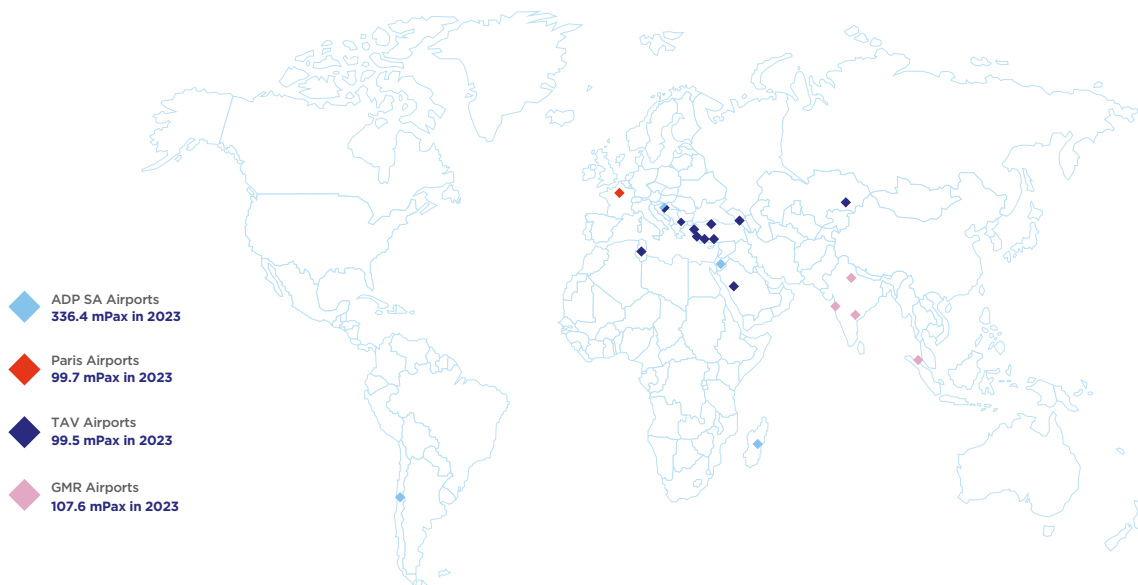 ADP SA Airports
336.4 mPax in 2023
Paris Airports
99.7 mPax in 2023
TAV Airports
99.5 mPax in 2023
GMR Airports
107.6 mPax in 2023